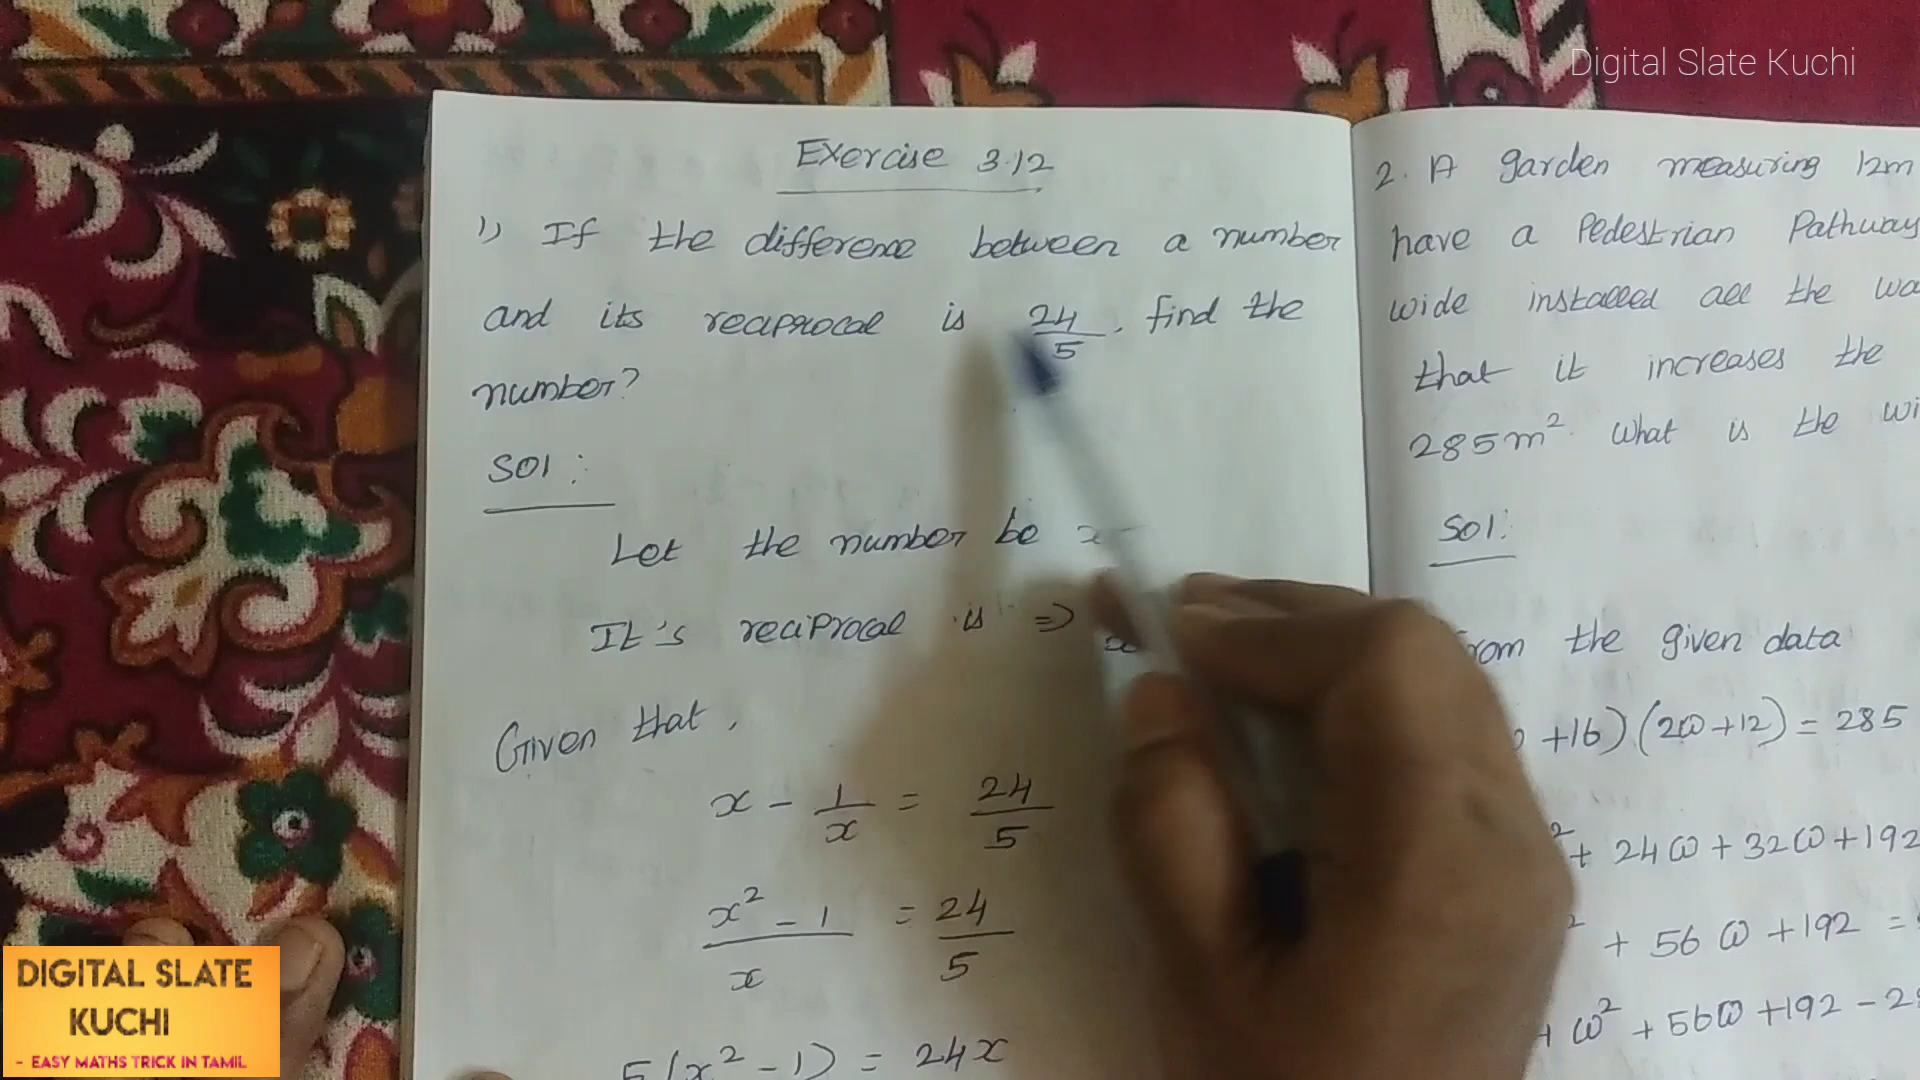 Digital Slate Kuchi
Exercise 3.12
1) If the difference between a number
and its reciprocal is 24/5, find the
number?
Sol:
Let the number be x
It's reciprocal is =>
Given that,
x - 1/x = 24/5
x² - 1 / x = 24/5
5(x² - 1) = 24x
2. A garden measuring 12m
have a Pedestrian Pathway
wide installed all the
that it increases the
285m². What is the
Sol:
the given data
+16)(2ω+12) = 285
+ 24ω + 32ω + 192
+ 56ω + 192 =
+ ω² + 56ω + 192 - 2
DIGITAL SLATE
KUCHI
- EASY MATHS TRICK IN TAMIL